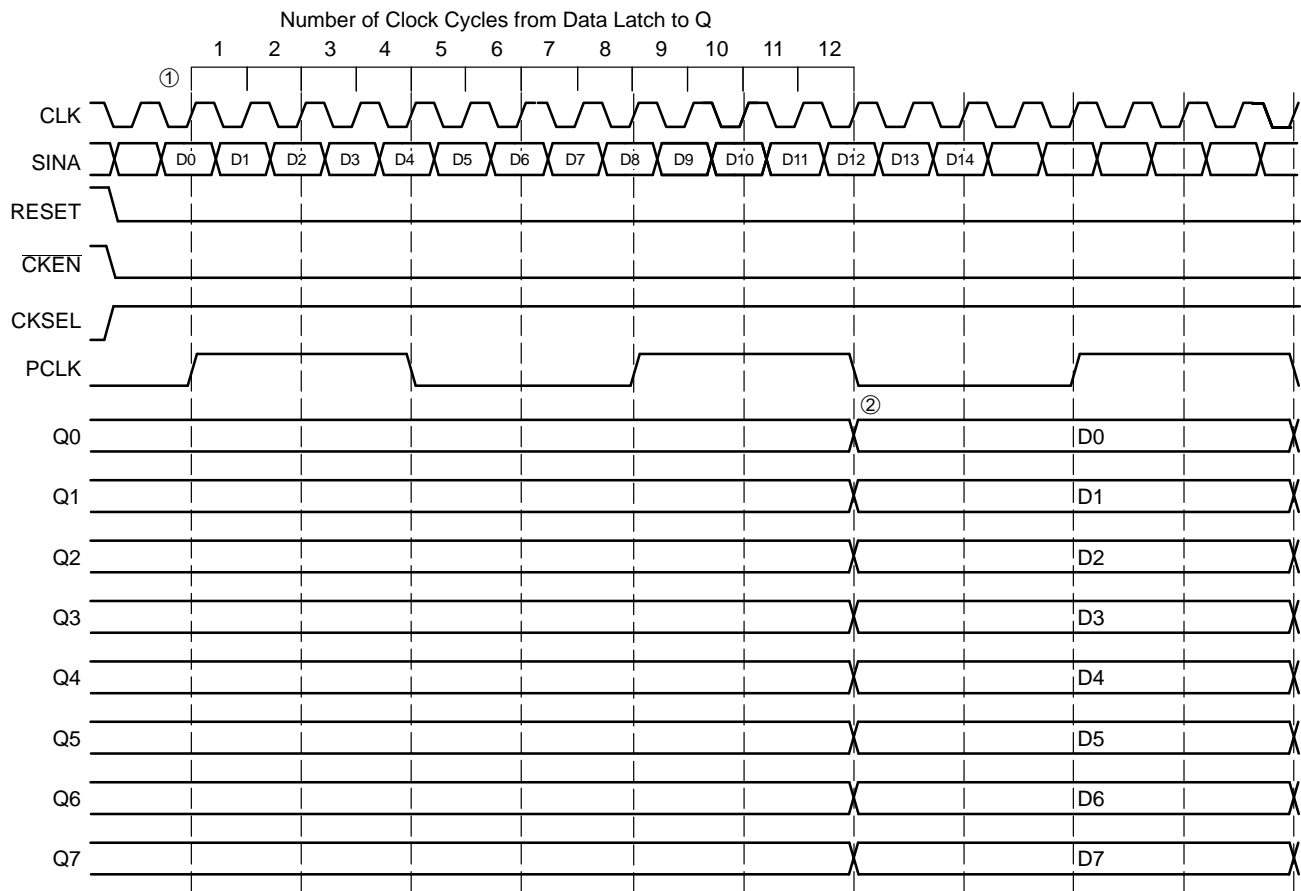 Number of Clock Cycles from Data Latch to Q
1 2 3 4 5 6 7 8 9 10 11 12
①
CLK
SINA D0 D1 D2 D3 D4 D5 D6 D7 D8 D9 D10 D11 D12 D13 D14
RESET
CKEN
CKSEL
PCLK
②
Q0 D0
Q1 D1
Q2 D2
Q3 D3
Q4 D4
Q5 D5
Q6 D6
Q7 D7